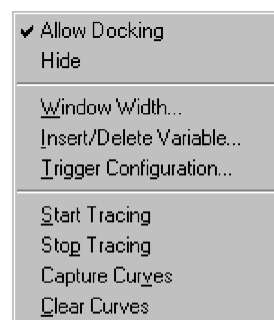 Allow Docking
Hide
Window Width...
Insert/Delete Variable...
Trigger Configuration...
Start Tracing
Stop Tracing
Capture Curves
Clear Curves